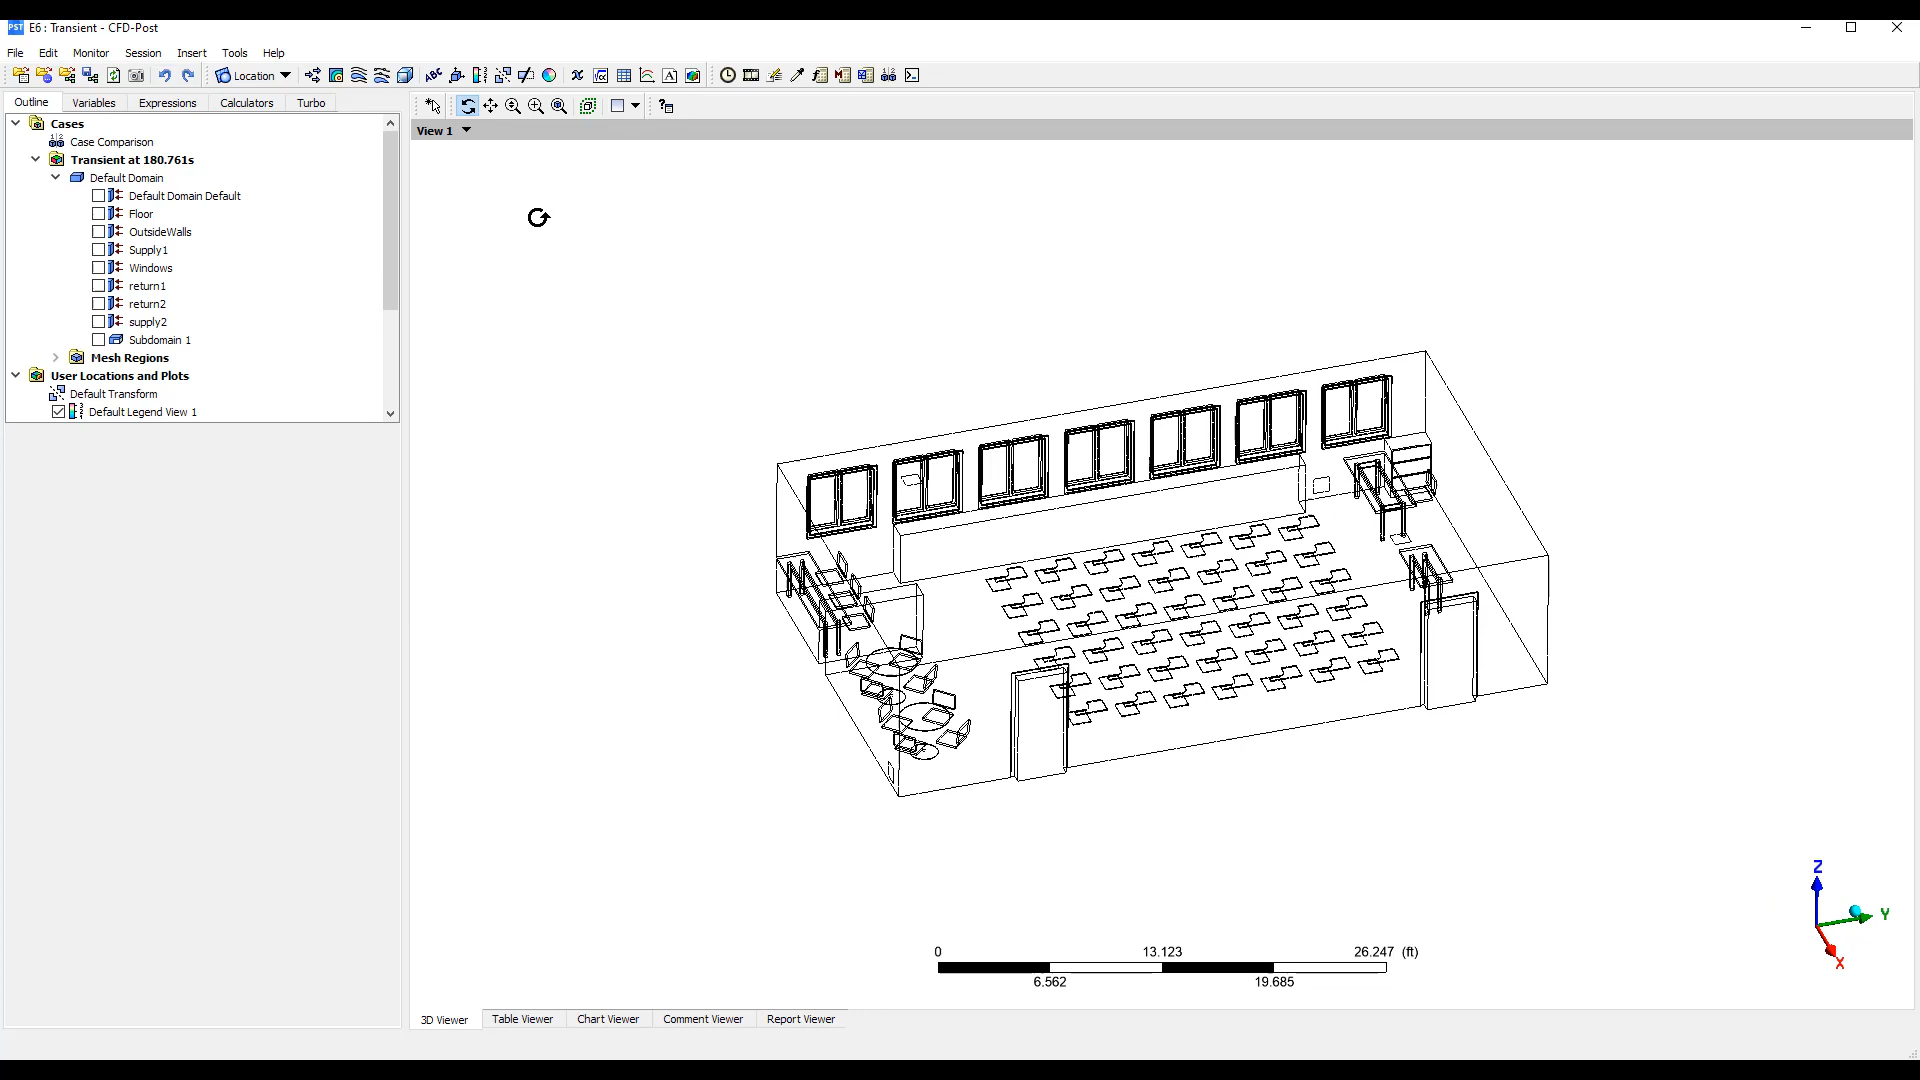 PST E6 : Transient - CFD-Post
File Edit Monitor Session Insert Tools Help
Location
Outline Variables Expressions Calculators Turbo
View 1
Cases
Case Comparison
Transient at 180.761s
Default Domain
Default Domain Default
Floor
OutsideWalls
Supply1
Windows
return1
return2
supply2
Subdomain 1
Mesh Regions
User Locations and Plots
Default Transform
Default Legend View 1
Z
Y
X
0 13.123 26.247 (ft)
6.562 19.685
3D Viewer Table Viewer Chart Viewer Comment Viewer Report Viewer